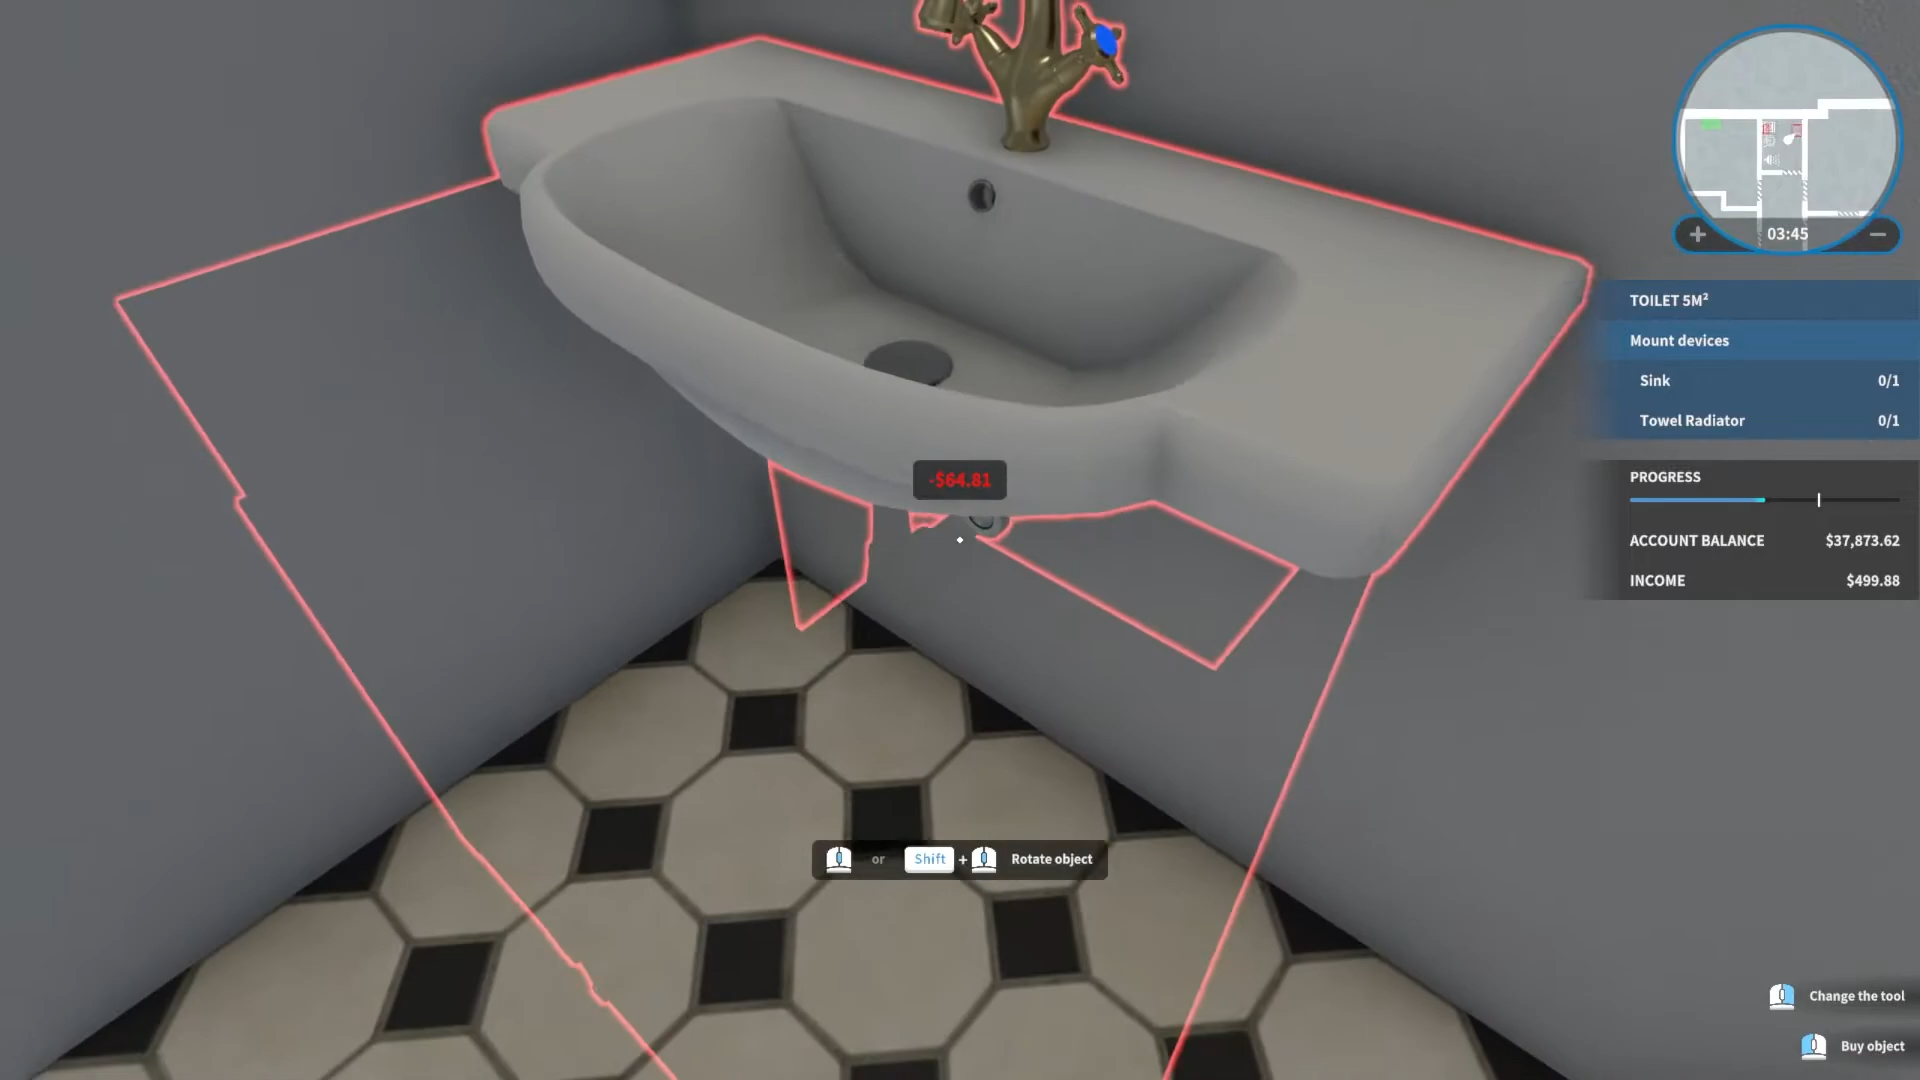 03:45
TOILET 5M²
Mount devices
Sink 0/1
Towel Radiator 0/1
PROGRESS
ACCOUNT BALANCE $37,873.62
INCOME $499.88
-$64.81
or Shift + Rotate object
Change the tool
Buy object